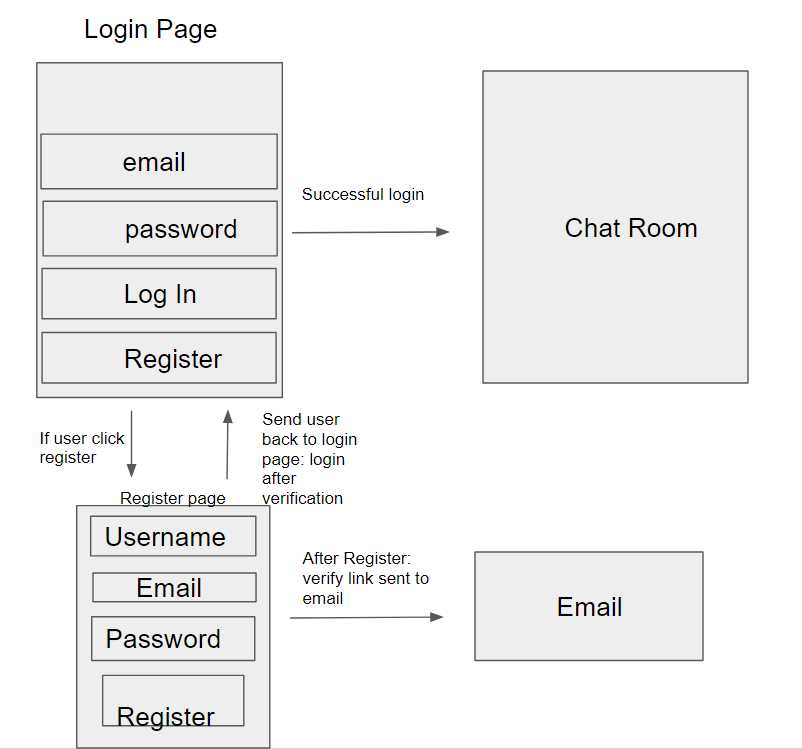 Login Page
email
password
Log In
Register
Successful login
Chat Room
If user click
register
Send user
back to login
page: login
after
verification
Register page
Username
Email
Password
Register
After Register:
verify link sent to
email
Email